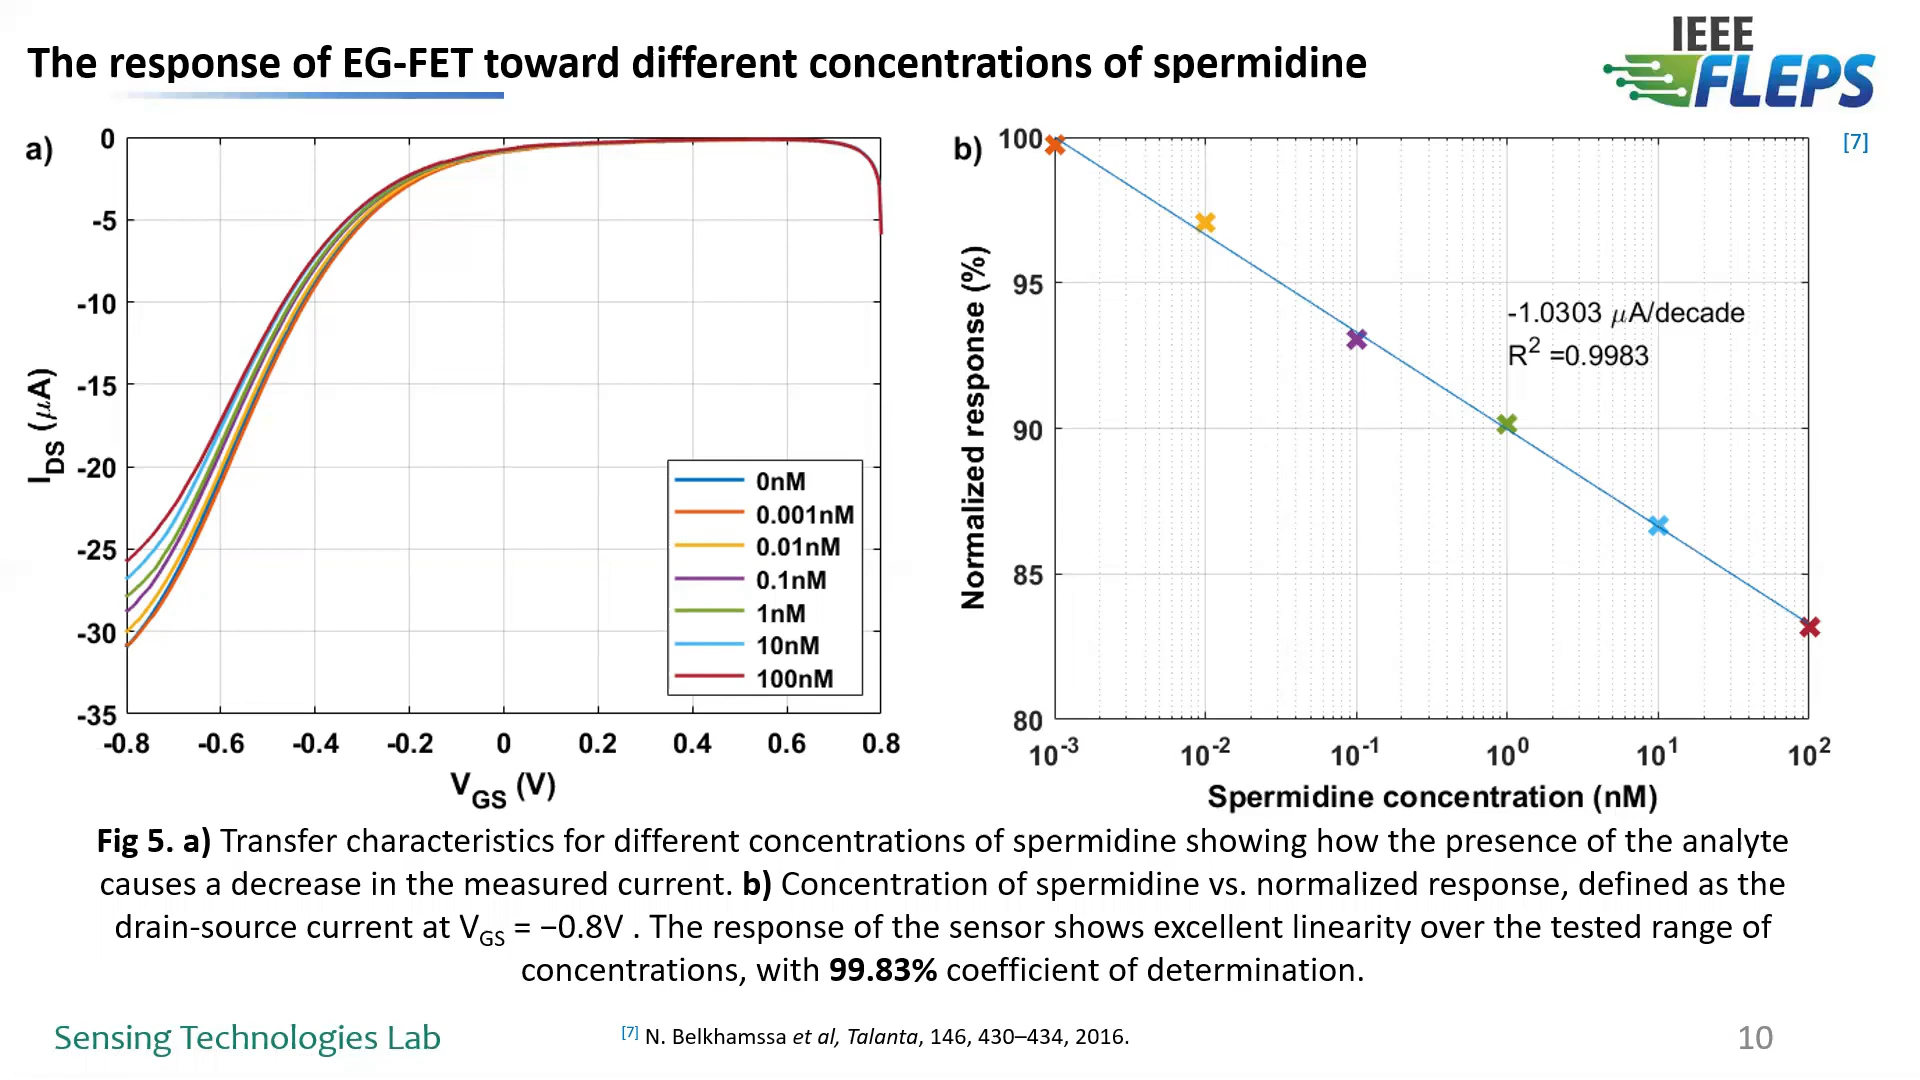 The response of EG-FET toward different concentrations of spermidine
IEEE
FLEPS
[7]
a)
0
-5
-10
-15
-20
-25
-30
-35
I_DS (μA)
-0.8 -0.6 -0.4 -0.2 0 0.2 0.4 0.6 0.8
V_GS (V)
0nM
0.001nM
0.01nM
0.1nM
1nM
10nM
100nM
b)
100
95
90
85
80
Normalized response (%)
-1.0303 μA/decade
R² =0.9983
10⁻³ 10⁻² 10⁻¹ 10⁰ 10¹ 10²
Spermidine concentration (nM)
Fig 5. a) Transfer characteristics for different concentrations of spermidine showing how the presence of the analyte
causes a decrease in the measured current. b) Concentration of spermidine vs. normalized response, defined as the
drain-source current at V_GS = −0.8V . The response of the sensor shows excellent linearity over the tested range of
concentrations, with 99.83% coefficient of determination.
Sensing Technologies Lab
[7] N. Belkhamssa et al, Talanta, 146, 430–434, 2016.
10